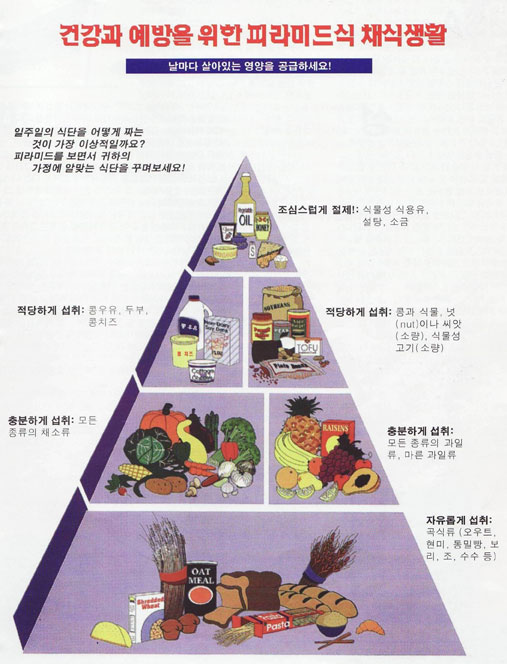 건강과 예방을 위한 피라미드식 채식생활
날마다 살아있는 영양을 공급하세요!
일주일의 식단을 어떻게 짜는
것이 가장 이상적일까요?
피라미드를 보면서 귀하의
가정에 알맞는 식단을 꾸며보세요!
조심스럽게 절제!: 식물성 식용유,
설탕, 소금
Vegetable
OIL
HONEY
S
적당하게 섭취: 콩우유, 두부,
콩치즈
적당하게 섭취: 콩과 식물, 넛
(nut)이나 씨앗
(소량), 식물성
고기(소량)
SOYBEANS
TOFU
충분하게 섭취: 모든
종류의 채소류
충분하게 섭취:
모든 종류의 과일
류, 마른 과일류
RAISINS
자유롭게 섭취:
곡식류 (오우트,
현미, 통밀빵, 보
리, 조, 수수 등)
OAT
MEAL
Shredded
Wheat
Pasta